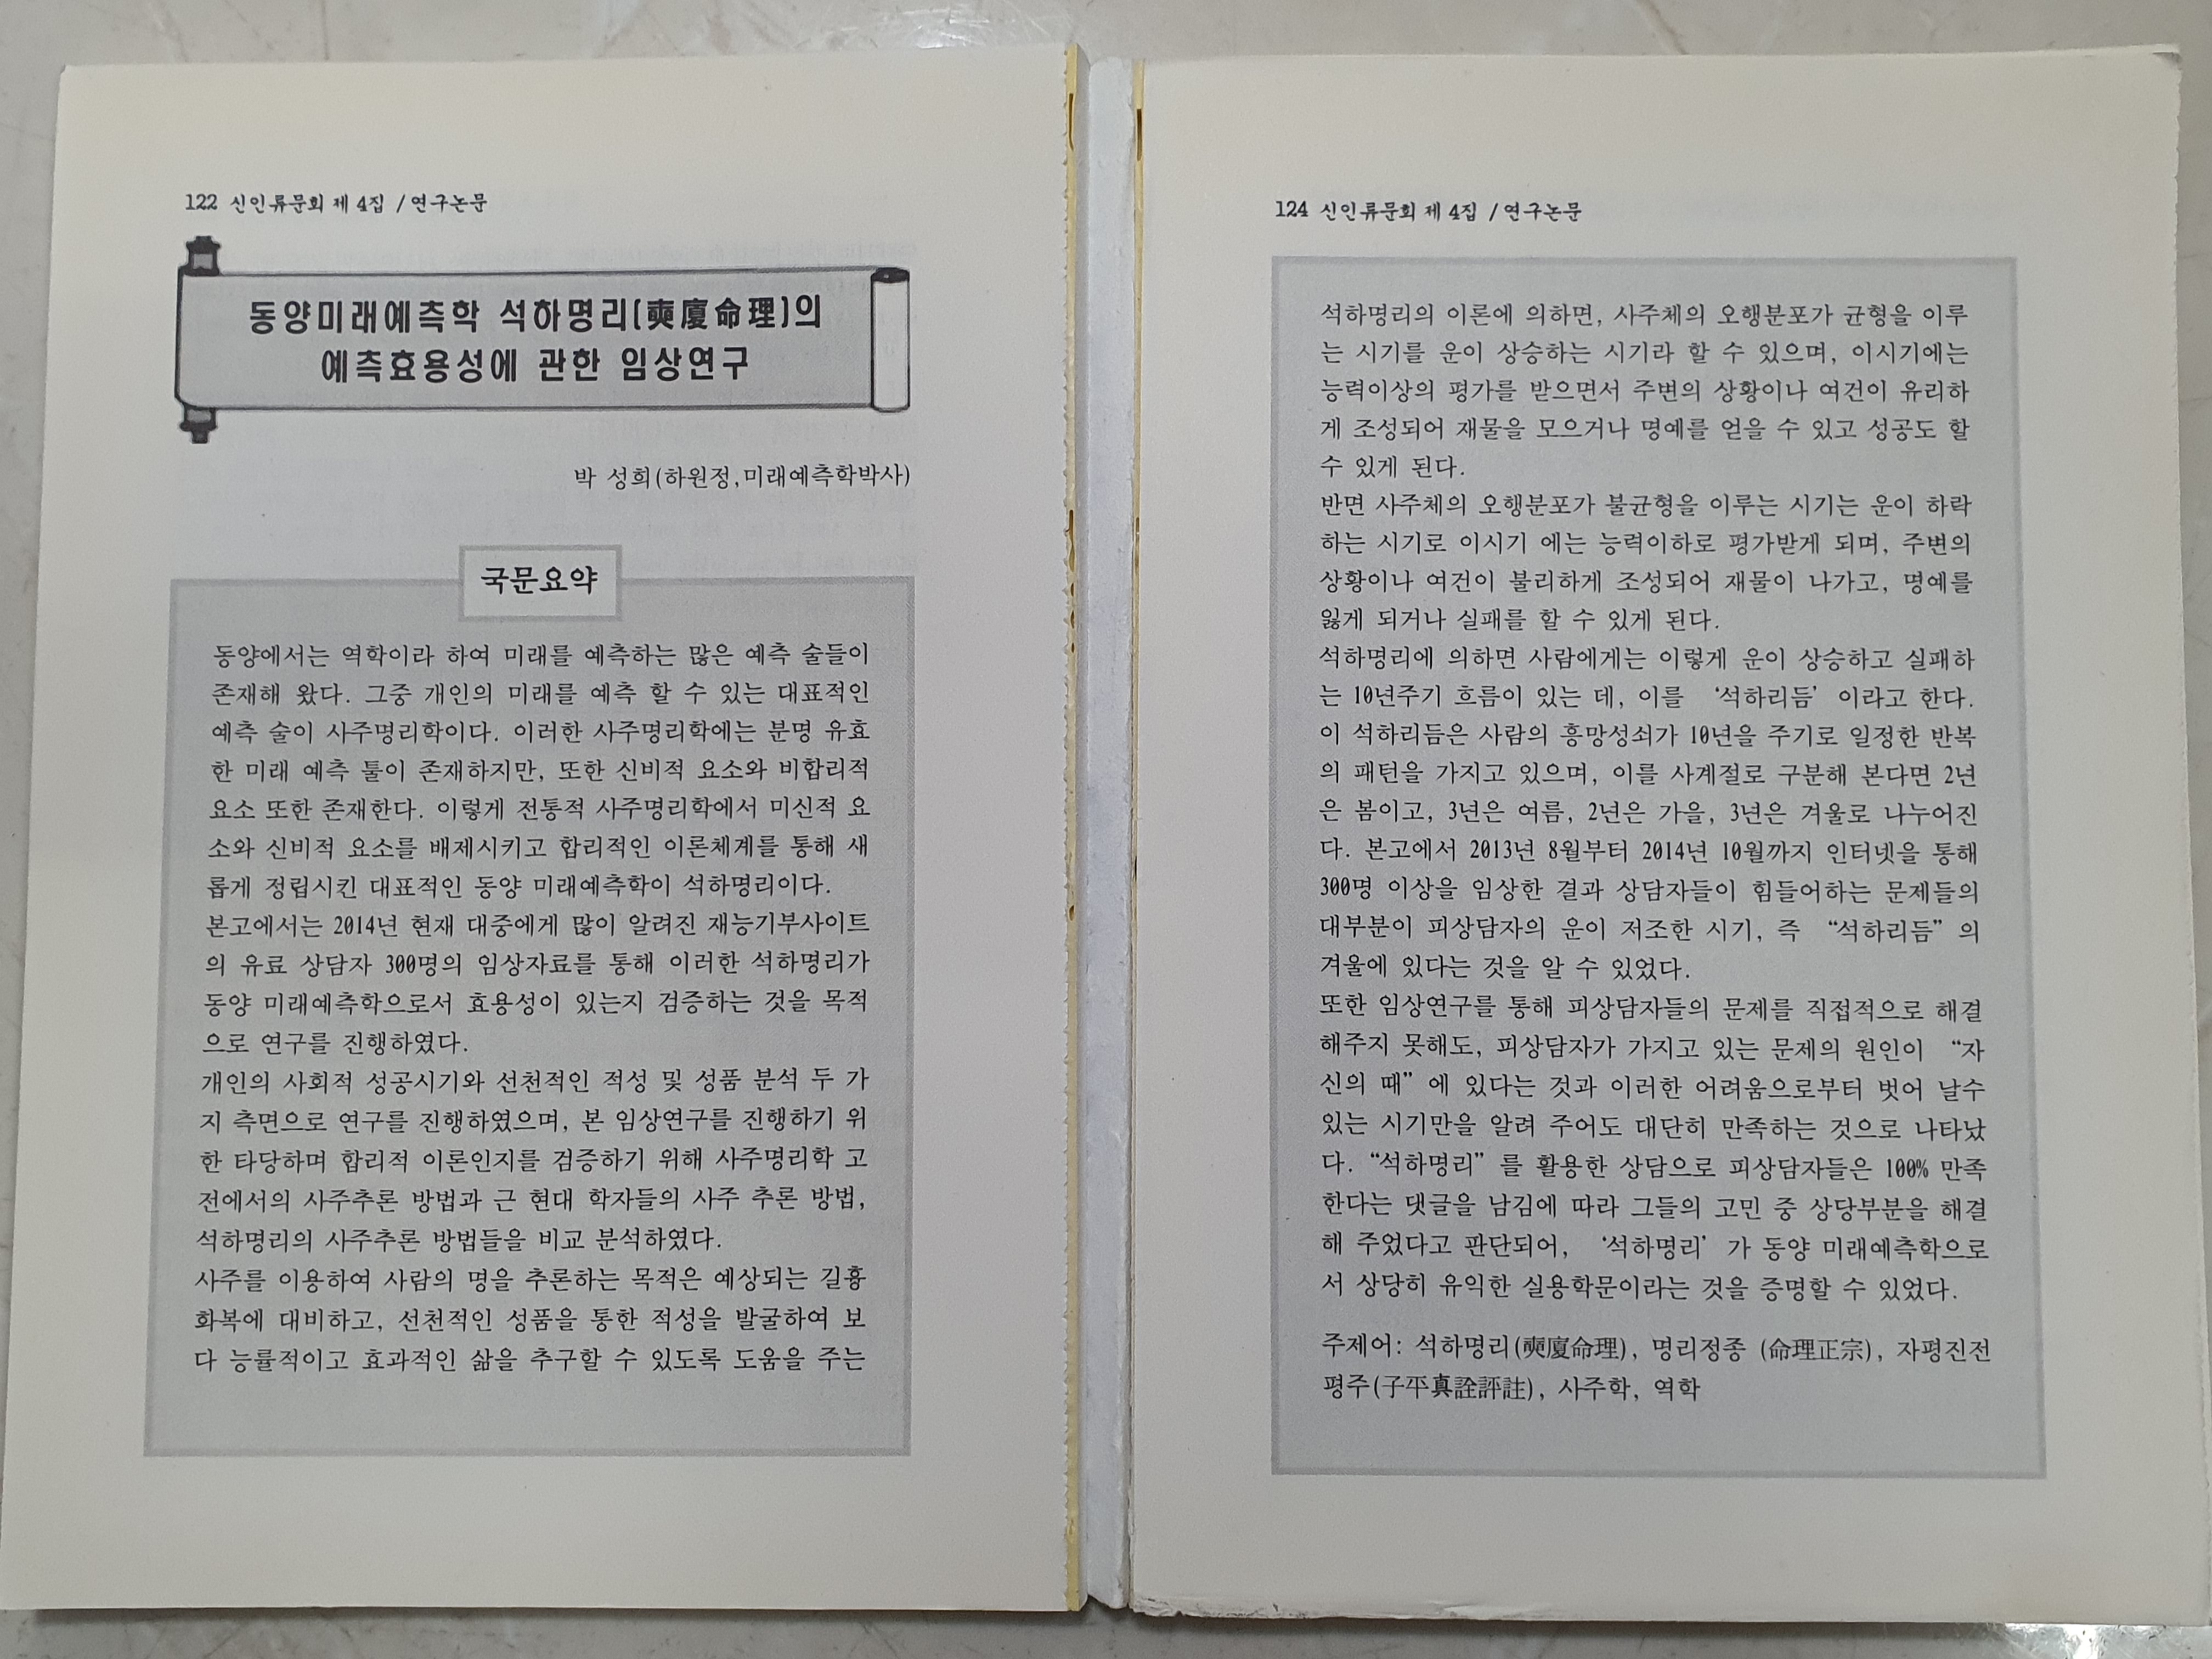 122 신인류문회 제 4집 /연구논문
동양미래예측학 석하명리(奭廈命理)의
예측효용성에 관한 임상연구
박 성희(하원정,미래예측학박사)
국문요약
동양에서는 역학이라 하여 미래를 예측하는 많은 예측 술들이
존재해 왔다. 그중 개인의 미래를 예측 할 수 있는 대표적인
예측 술이 사주명리학이다. 이러한 사주명리학에는 분명 유효
한 미래 예측 툴이 존재하지만, 또한 신비적 요소와 비합리적
요소 또한 존재한다. 이렇게 전통적 사주명리학에서 미신적 요
소와 신비적 요소를 배제시키고 합리적인 이론체계를 통해 새
롭게 정립시킨 대표적인 동양 미래예측학이 석하명리이다.
본고에서는 2014년 현재 대중에게 많이 알려진 재능기부사이트
의 유료 상담자 300명의 임상자료를 통해 이러한 석하명리가
동양 미래예측학으로서 효용성이 있는지 검증하는 것을 목적
으로 연구를 진행하였다.
개인의 사회적 성공시기와 선천적인 적성 및 성품 분석 두 가
지 측면으로 연구를 진행하였으며, 본 임상연구를 진행하기 위
한 타당하며 합리적 이론인지를 검증하기 위해 사주명리학 고
전에서의 사주추론 방법과 근 현대 학자들의 사주 추론 방법,
석하명리의 사주추론 방법들을 비교 분석하였다.
사주를 이용하여 사람의 명을 추론하는 목적은 예상되는 길흉
화복에 대비하고, 선천적인 성품을 통한 적성을 발굴하여 보
다 능률적이고 효과적인 삶을 추구할 수 있도록 도움을 주는
124 신인류문회 제 4집 /연구논문
석하명리의 이론에 의하면, 사주체의 오행분포가 균형을 이루
는 시기를 운이 상승하는 시기라 할 수 있으며, 이시기에는
능력이상의 평가를 받으면서 주변의 상황이나 여건이 유리하
게 조성되어 재물을 모으거나 명예를 얻을 수 있고 성공도 할
수 있게 된다.
반면 사주체의 오행분포가 불균형을 이루는 시기는 운이 하락
하는 시기로 이시기 에는 능력이하로 평가받게 되며, 주변의
상황이나 여건이 불리하게 조성되어 재물이 나가고, 명예를
잃게 되거나 실패를 할 수 있게 된다.
석하명리에 의하면 사람에게는 이렇게 운이 상승하고 실패하
는 10년주기 흐름이 있는 데, 이를 ‘석하리듬’ 이라고 한다.
이 석하리듬은 사람의 흥망성쇠가 10년을 주기로 일정한 반복
의 패턴을 가지고 있으며, 이를 사계절로 구분해 본다면 2년
은 봄이고, 3년은 여름, 2년은 가을, 3년은 겨울로 나누어진
다. 본고에서 2013년 8월부터 2014년 10월까지 인터넷을 통해
300명 이상을 임상한 결과 상담자들이 힘들어하는 문제들의
대부분이 피상담자의 운이 저조한 시기, 즉 “석하리듬” 의
겨울에 있다는 것을 알 수 있었다.
또한 임상연구를 통해 피상담자들의 문제를 직접적으로 해결
해주지 못해도, 피상담자가 가지고 있는 문제의 원인이 “자
신의 때” 에 있다는 것과 이러한 어려움으로부터 벗어 날수
있는 시기만을 알려 주어도 대단히 만족하는 것으로 나타났
다. “석하명리” 를 활용한 상담으로 피상담자들은 100% 만족
한다는 댓글을 남김에 따라 그들의 고민 중 상당부분을 해결
해 주었다고 판단되어, ‘석하명리’ 가 동양 미래예측학으로
서 상당히 유익한 실용학문이라는 것을 증명할 수 있었다.
주제어: 석하명리(奭廈命理), 명리정종 (命理正宗), 자평진전
평주(子平真詮評註), 사주학, 역학